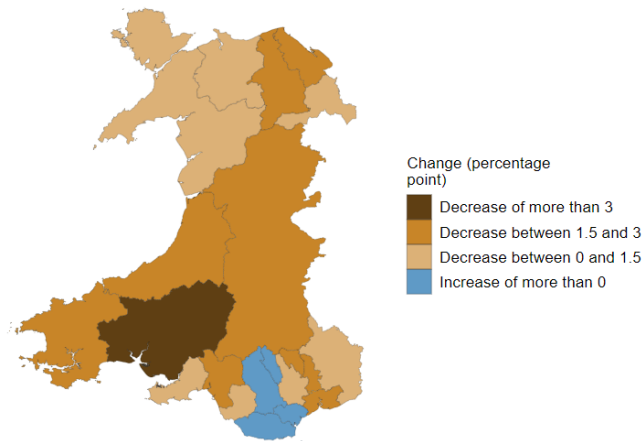 Change (percentage
point)
Decrease of more than 3
Decrease between 1.5 and 3
Decrease between 0 and 1.5
Increase of more than 0